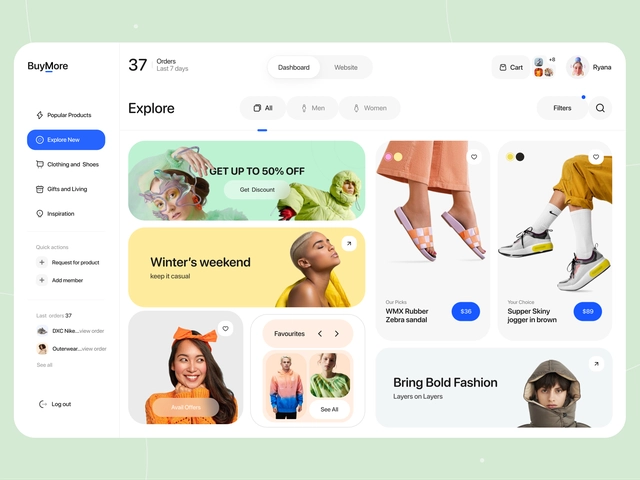 BuyMore
37
Orders
Last 7 days
Dashboard
Website
Cart
+8
Ryana
Explore
All
Men
Women
Filters
Popular Products
Explore New
Clothing and Shoes
Gifts and Living
Inspiration
Quick actions
Request for product
Add member
Last orders 37
DXC Nike...view order
Outerwear...view order
See all
Log out
GET UP TO 50% OFF
Get Discount
Winter's weekend
keep it casual
Avail Offers
Favourites
See All
Our Picks
WMX Rubber
Zebra sandal
$36
Your Choice
Supper Skiny
jogger in brown
$89
Bring Bold Fashion
Layers on Layers